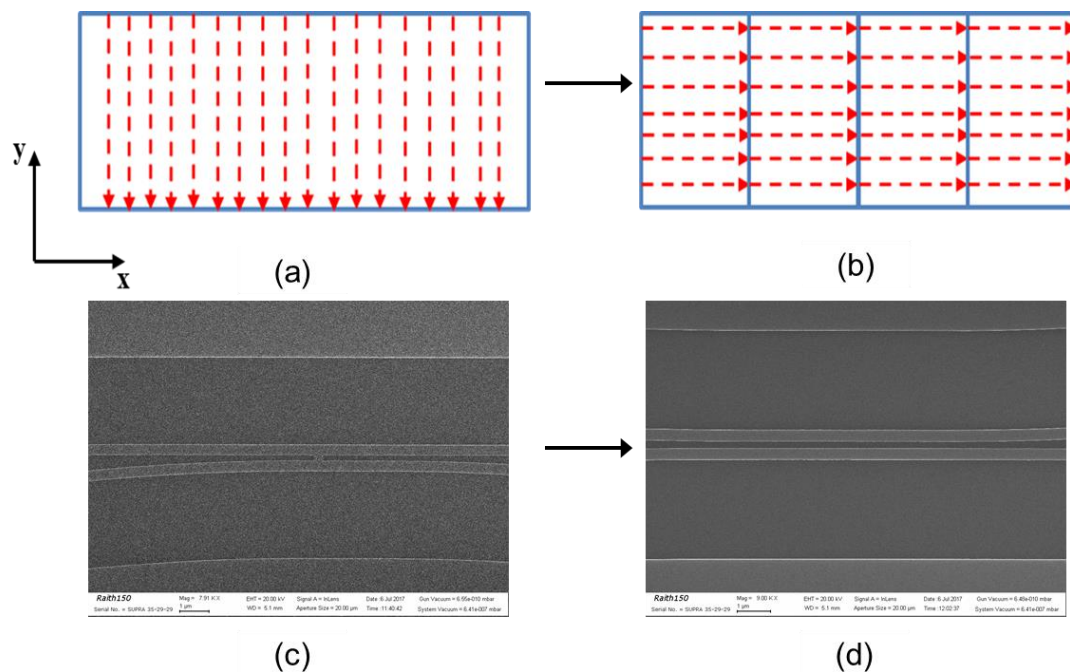 y
x
(a)
(b)
Raith150
Mag = 7.91 K X
1 µm
EHT = 20.00 kV
WD = 5.1 mm
Signal A = InLens
Aperture Size = 20.00 µm
Date :6 Jul 2017
Time :11:40:42
Gun Vacuum = 6.55e-010 mbar
System Vacuum = 6.41e-007 mbar
Serial No. = SUPRA 35-29-29
Raith150
Mag = 9.00 K X
1 µm
EHT = 20.00 kV
WD = 5.1 mm
Signal A = InLens
Aperture Size = 20.00 µm
Date :6 Jul 2017
Time :12:02:37
Gun Vacuum = 6.48e-010 mbar
System Vacuum = 6.41e-007 mbar
Serial No. = SUPRA 35-29-29
(c)
(d)